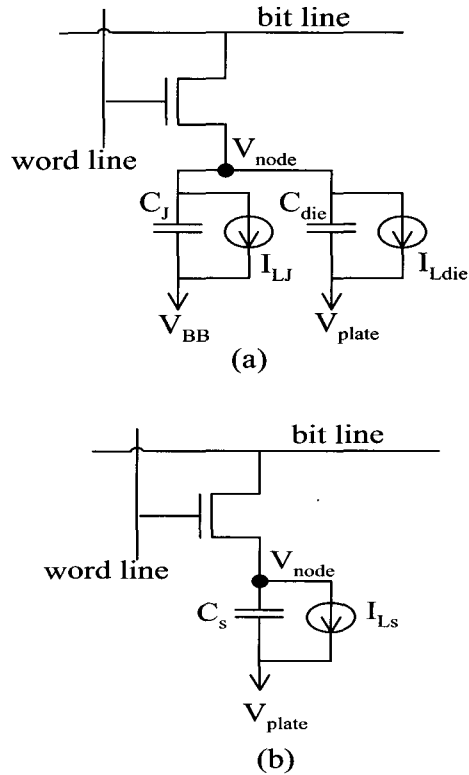 bit line
word line
V_node
C_J
C_die
I_LJ
I_Ldie
V_BB
V_plate
(a)
bit line
word line
V_node
C_s
I_Ls
V_plate
(b)